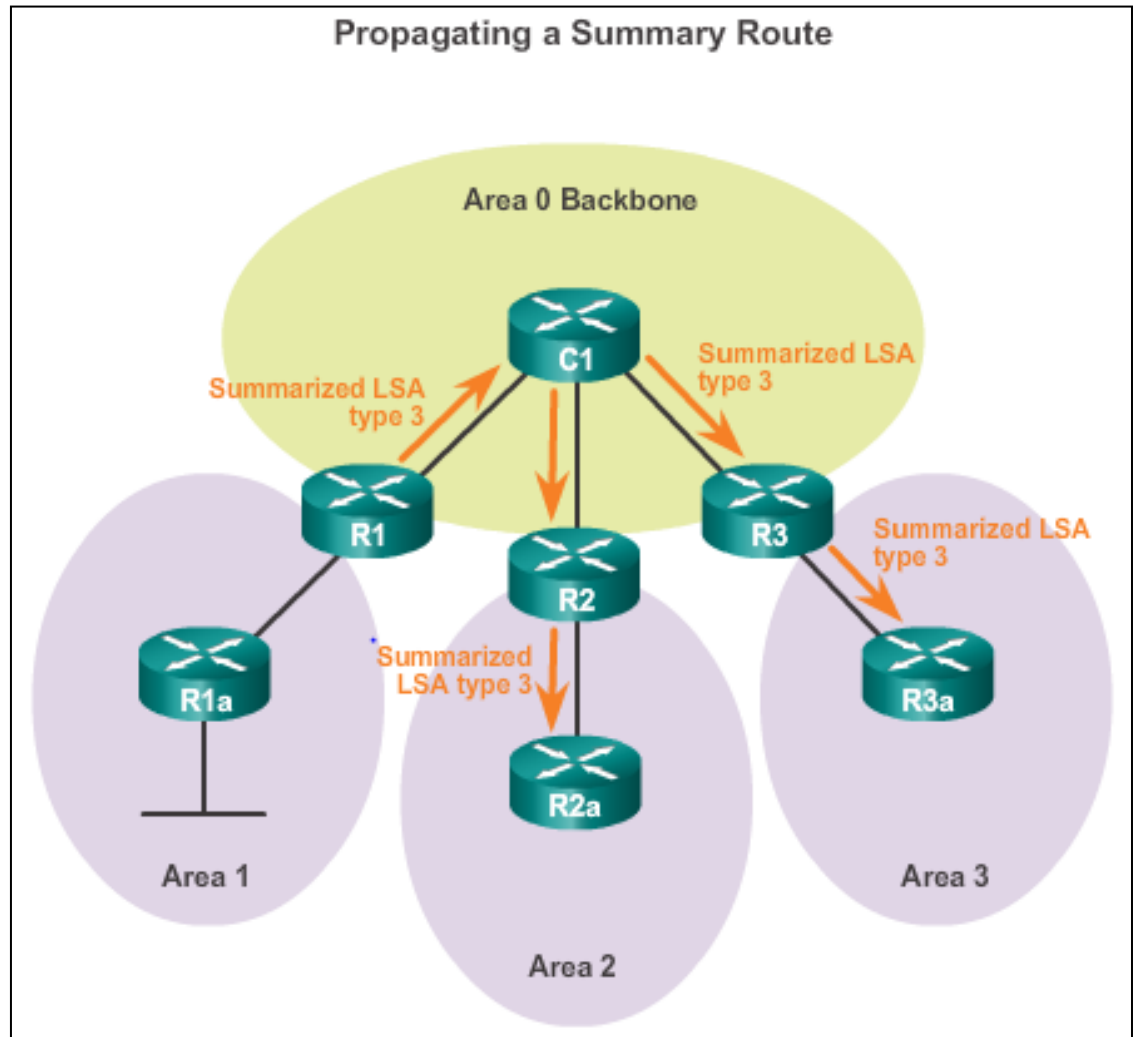 Propagating a Summary Route
Area 0 Backbone
C1
Summarized LSA
type 3
Summarized LSA
type 3
R1
R3
Summarized LSA
type 3
R2
R1a
Summarized
LSA type 3
R3a
R2a
Area 1
Area 3
Area 2